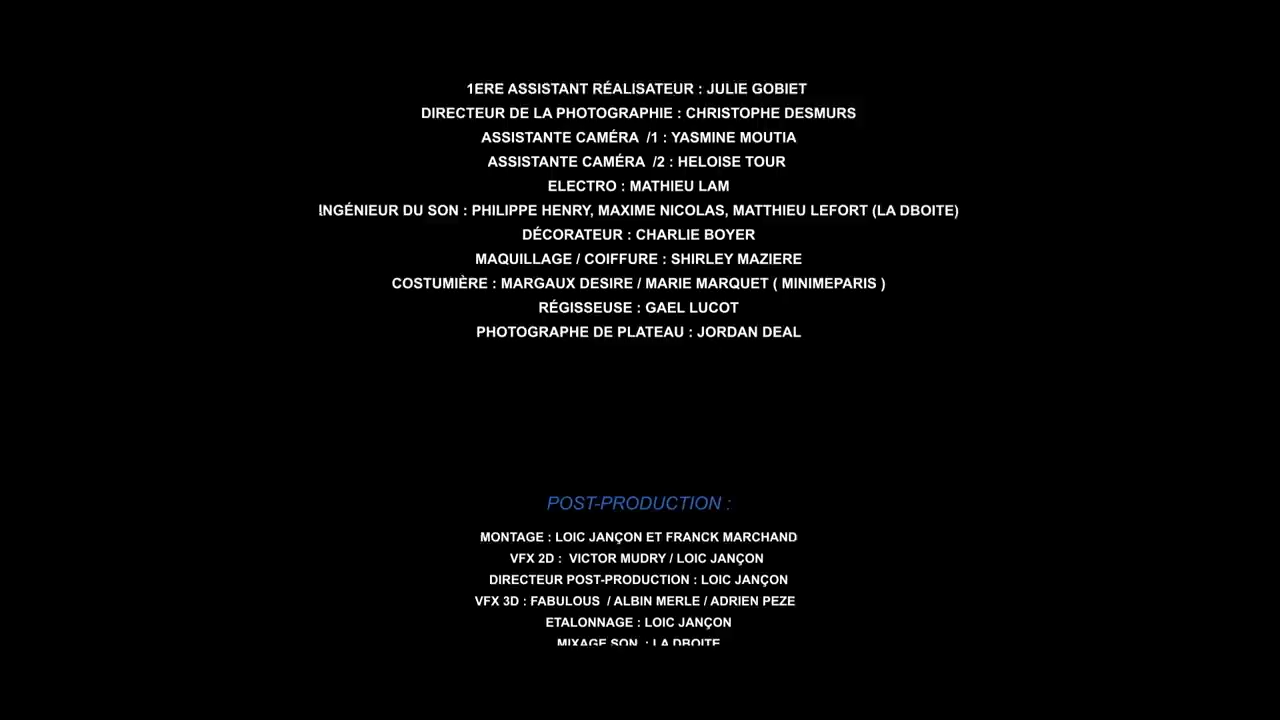 1ERE ASSISTANT RÉALISATEUR : JULIE GOBIET
DIRECTEUR DE LA PHOTOGRAPHIE : CHRISTOPHE DESMURS
ASSISTANTE CAMÉRA /1 : YASMINE MOUTIA
ASSISTANTE CAMÉRA /2 : HELOISE TOUR
ELECTRO : MATHIEU LAM
INGÉNIEUR DU SON : PHILIPPE HENRY, MAXIME NICOLAS, MATTHIEU LEFORT (LA DBOITE)
DÉCORATEUR : CHARLIE BOYER
MAQUILLAGE / COIFFURE : SHIRLEY MAZIERE
COSTUMIÈRE : MARGAUX DESIRE / MARIE MARQUET ( MINIMEPARIS )
RÉGISSEUSE : GAEL LUCOT
PHOTOGRAPHE DE PLATEAU : JORDAN DEAL
POST-PRODUCTION :
MONTAGE : LOIC JANÇON ET FRANCK MARCHAND
VFX 2D : VICTOR MUDRY / LOIC JANÇON
DIRECTEUR POST-PRODUCTION : LOIC JANÇON
VFX 3D : FABULOUS / ALBIN MERLE / ADRIEN PEZE
ETALONNAGE : LOIC JANÇON
MIXAGE SON : LA DBOITE